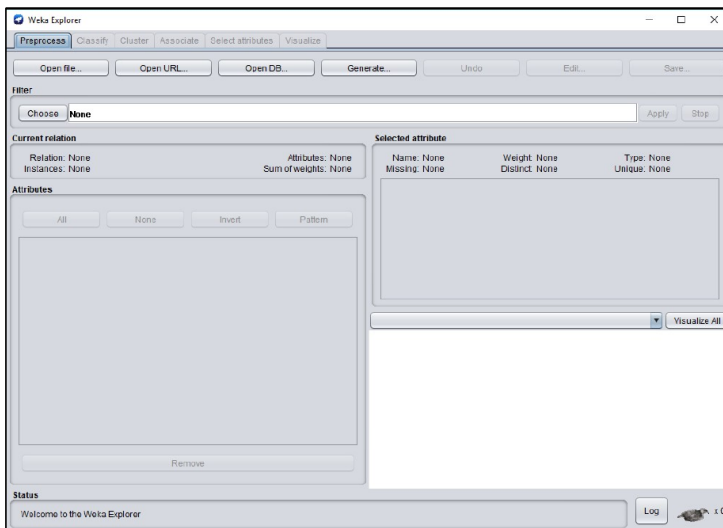 Weka Explorer
Preprocess Classify Cluster Associate Select attributes Visualize
Open file... Open URL... Open DB... Generate... Undo Edit... Save...
Filter
Choose None Apply Stop
Current relation
Relation: None Attributes: None
Instances: None Sum of weights: None
Attributes
All None Invert Pattern
Remove
Selected attribute
Name: None Weight: None Type: None
Missing: None Distinct: None Unique: None
Visualize All
Status
Welcome to the Weka Explorer
Log x 0